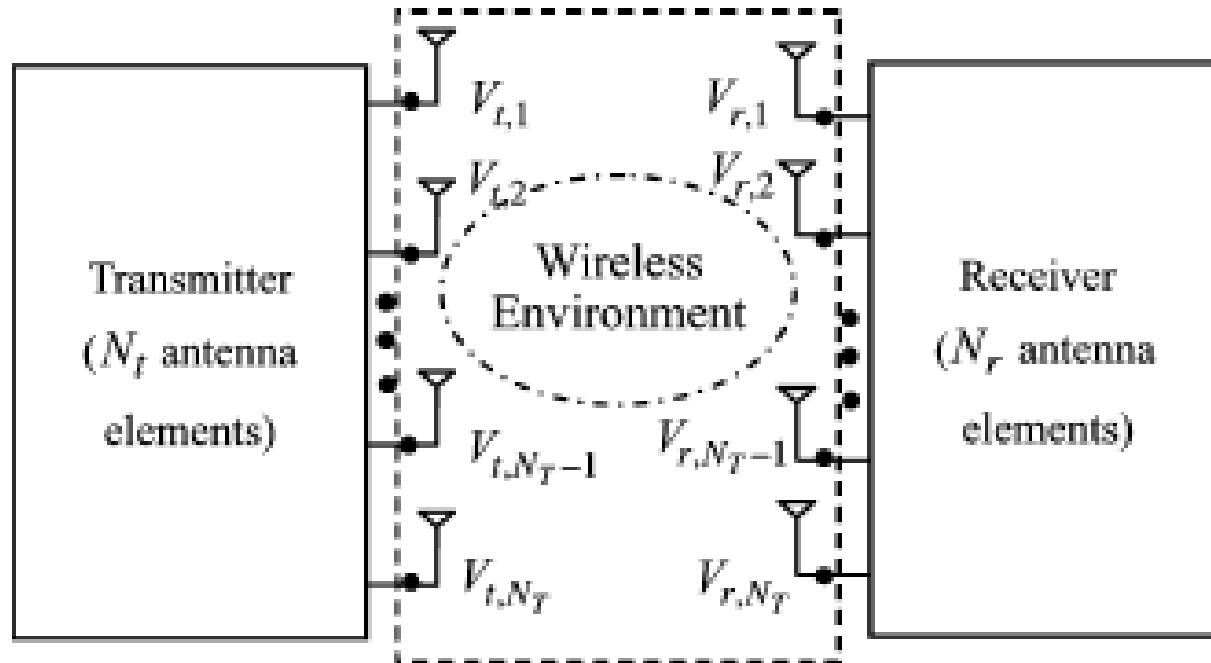 Transmitter
(N_t antenna
elements)
V_{t,1}
V_{t,2}
V_{t,N_T-1}
V_{t,N_T}
Wireless
Environment
V_{r,1}
V_{r,2}
V_{r,N_T-1}
V_{r,N_T}
Receiver
(N_r antenna
elements)